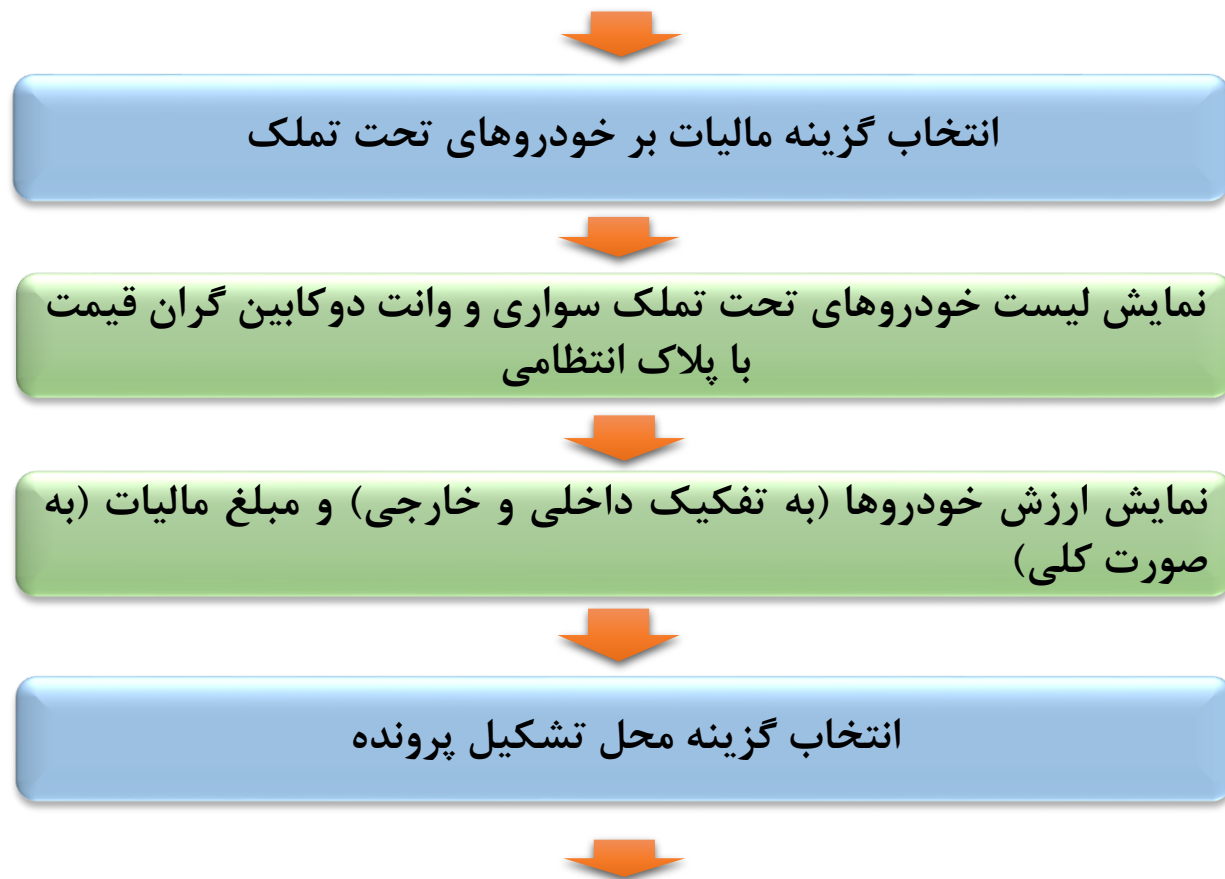 انتخاب گزینه مالیات بر خودروهای تحت تملک
نمایش لیست خودروهای تحت تملک سواری و وانت دوکابین گران قیمت
با پلاک انتظامی
نمایش ارزش خودروها (به تفکیک داخلی و خارجی) و مبلغ مالیات (به
صورت کلی)
انتخاب گزینه محل تشکیل پرونده